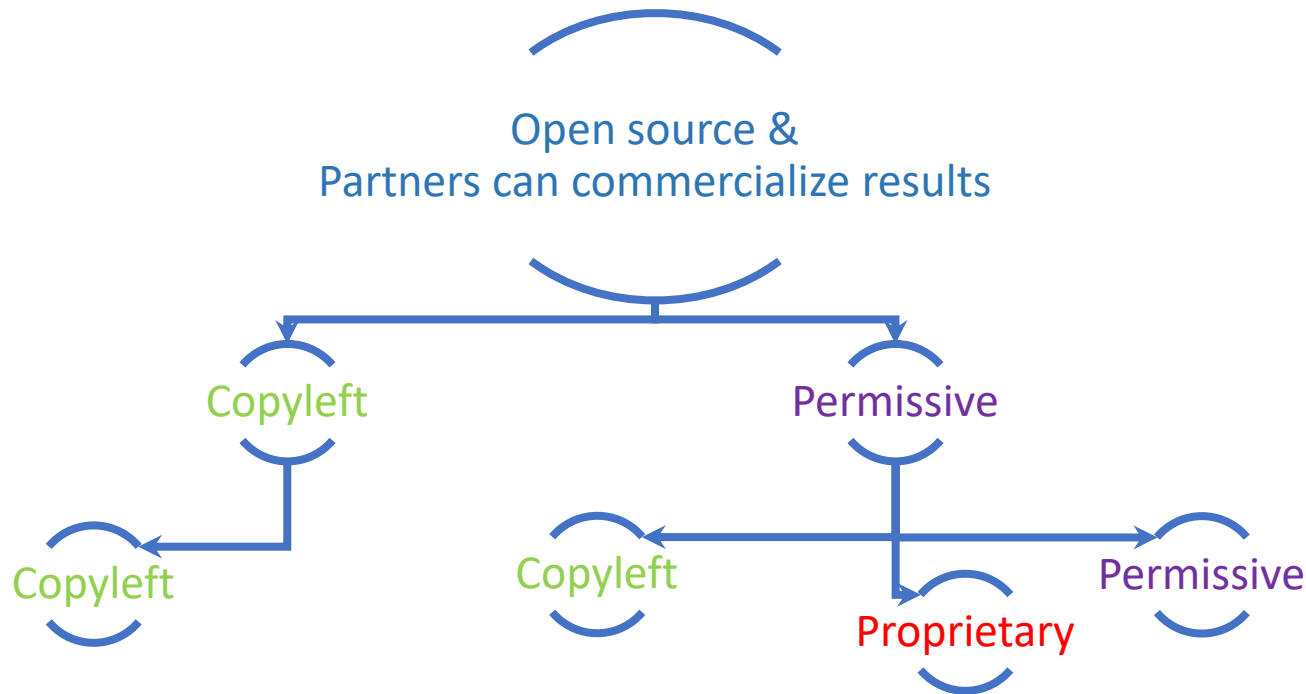 Open source &
Partners can commercialize results
Copyleft
Permissive
Copyleft
Copyleft
Permissive
Proprietary